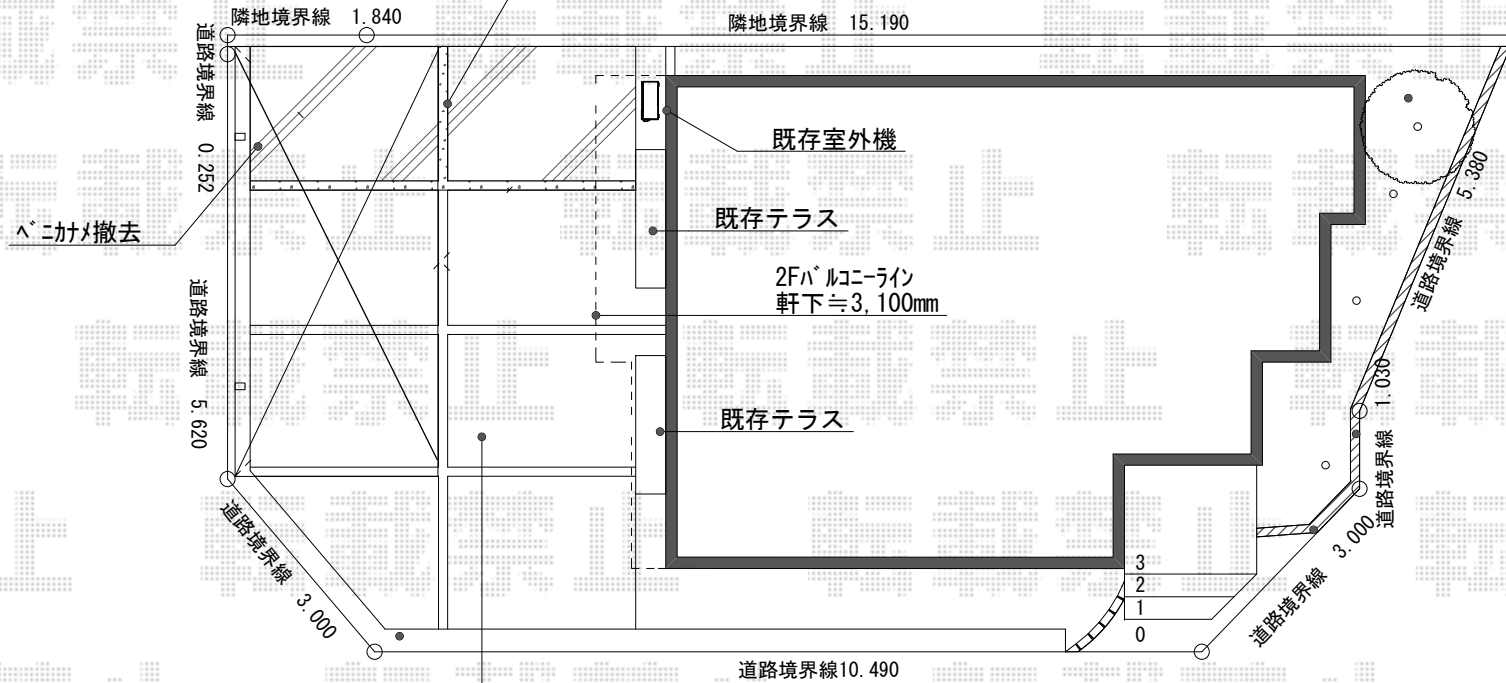 隣地境界線 1.840
隣地境界線 15.190
道路境界線 0.252
既存室外機
ベニカナメ撤去
既存テラス
2Fバルコニーライン
軒下≒3,100mm
道路境界線 5.380
道路境界線 5.620
既存テラス
道路境界線 1.030
道路境界線 3.000
道路境界線 3.000
3
2
1
0
道路境界線10.490
転載禁止